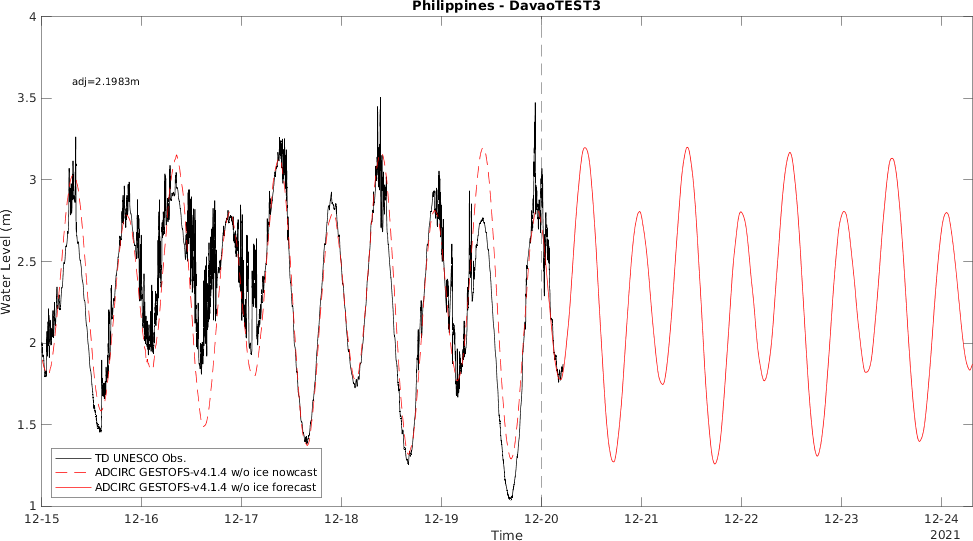 Philippines - DavaoTEST3
4
adj=2.1983m
3.5
3
2.5
Water Level (m)
2
1.5
TD UNESCO Obs.
ADCIRC GESTOFS-v4.1.4 w/o ice nowcast
ADCIRC GESTOFS-v4.1.4 w/o ice forecast
1
12-15 12-16 12-17 12-18 12-19 12-20 12-21 12-22 12-23 12-24
Time 2021